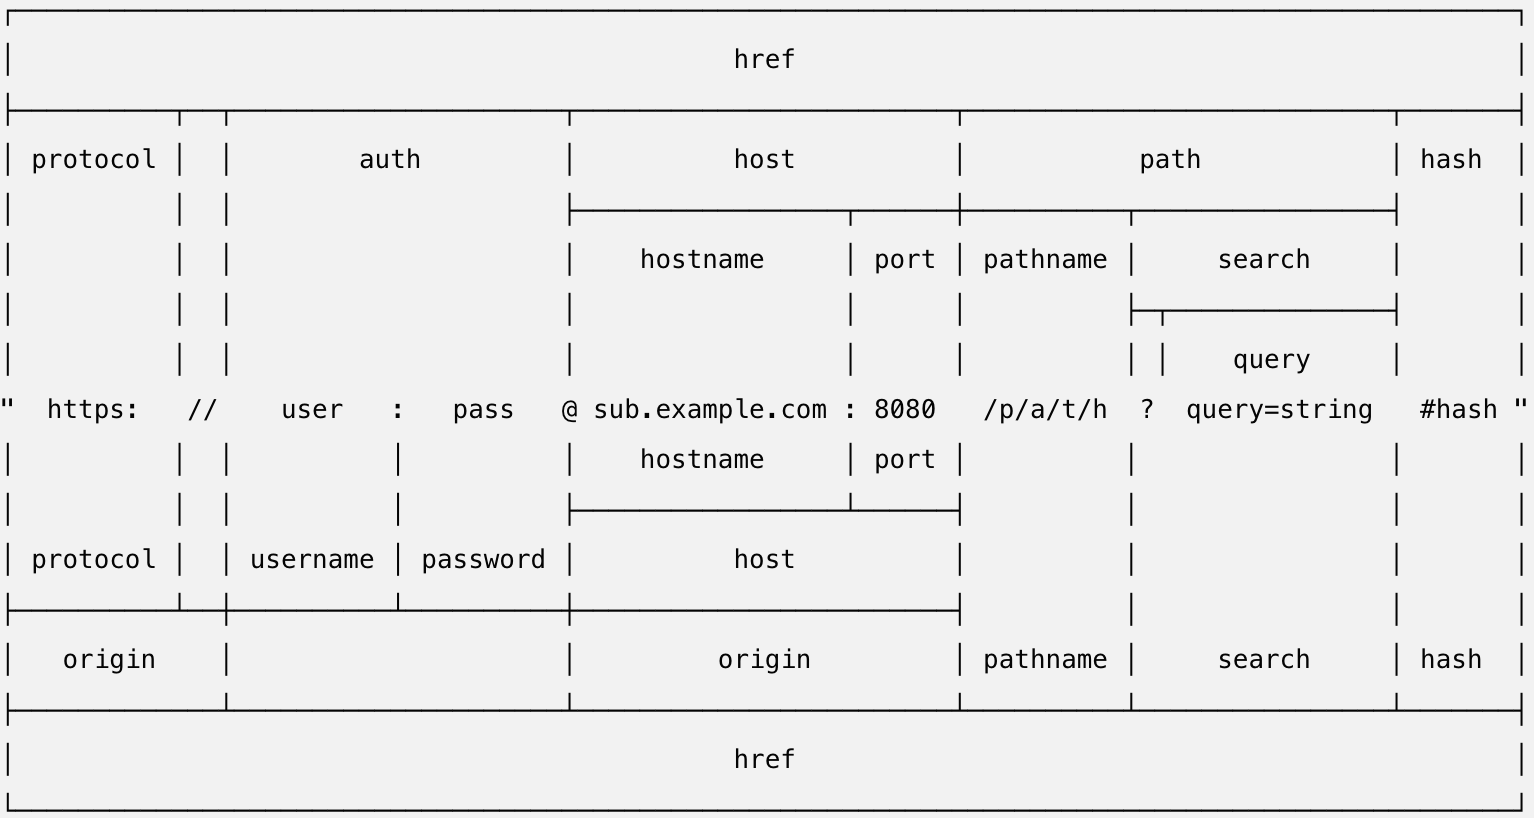 href
protocol auth host path hash
hostname port pathname search
query
" https: // user : pass @ sub.example.com : 8080 /p/a/t/h ? query=string #hash "
hostname port
protocol username password host
origin origin pathname search hash
href